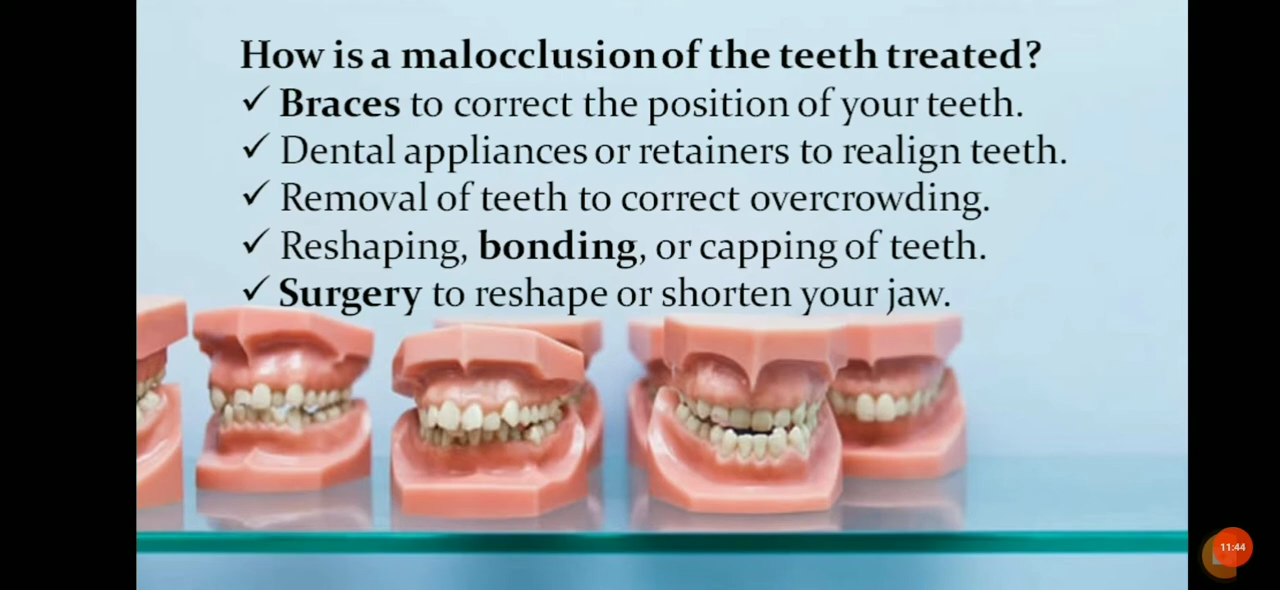 How is a malocclusion of the teeth treated?
✓ Braces to correct the position of your teeth.
✓ Dental appliances or retainers to realign teeth.
✓ Removal of teeth to correct overcrowding.
✓ Reshaping, bonding, or capping of teeth.
✓ Surgery to reshape or shorten your jaw.
11:44